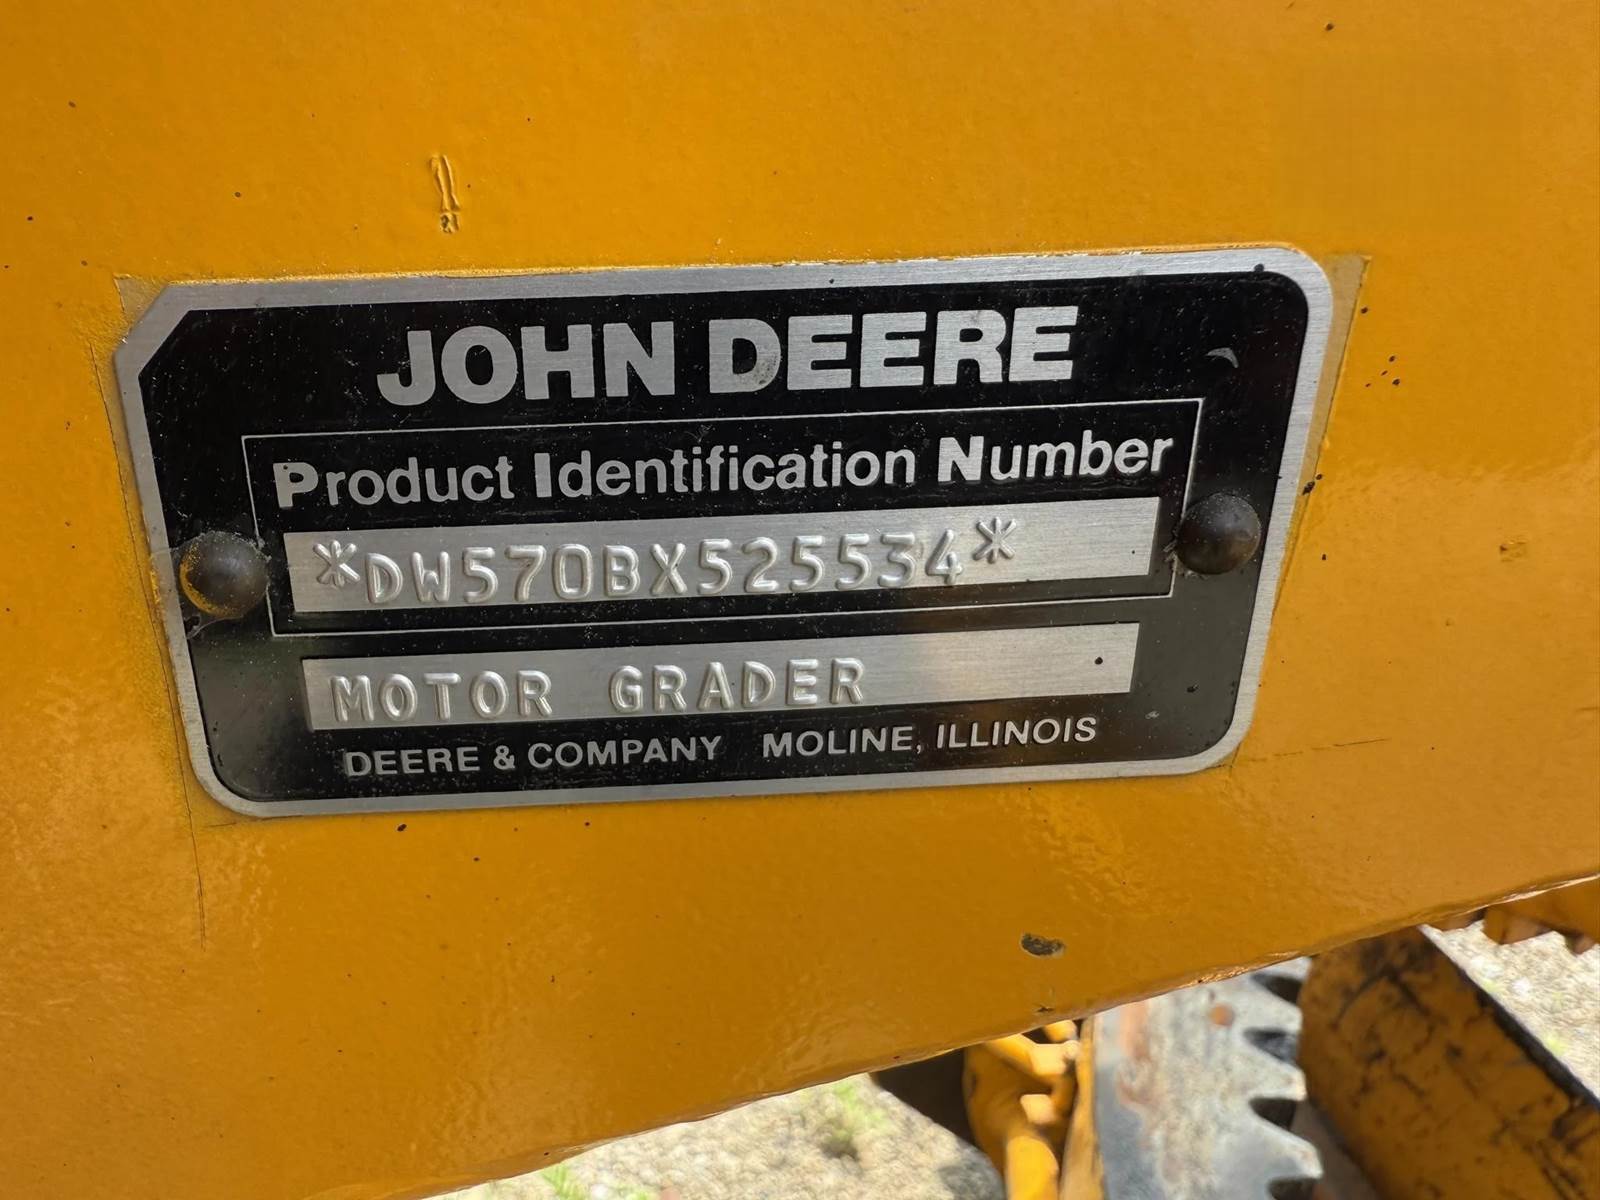 JOHN DEERE
Product Identification Number
*DW570BX525534*
MOTOR GRADER
DEERE & COMPANY MOLINE, ILLINOIS